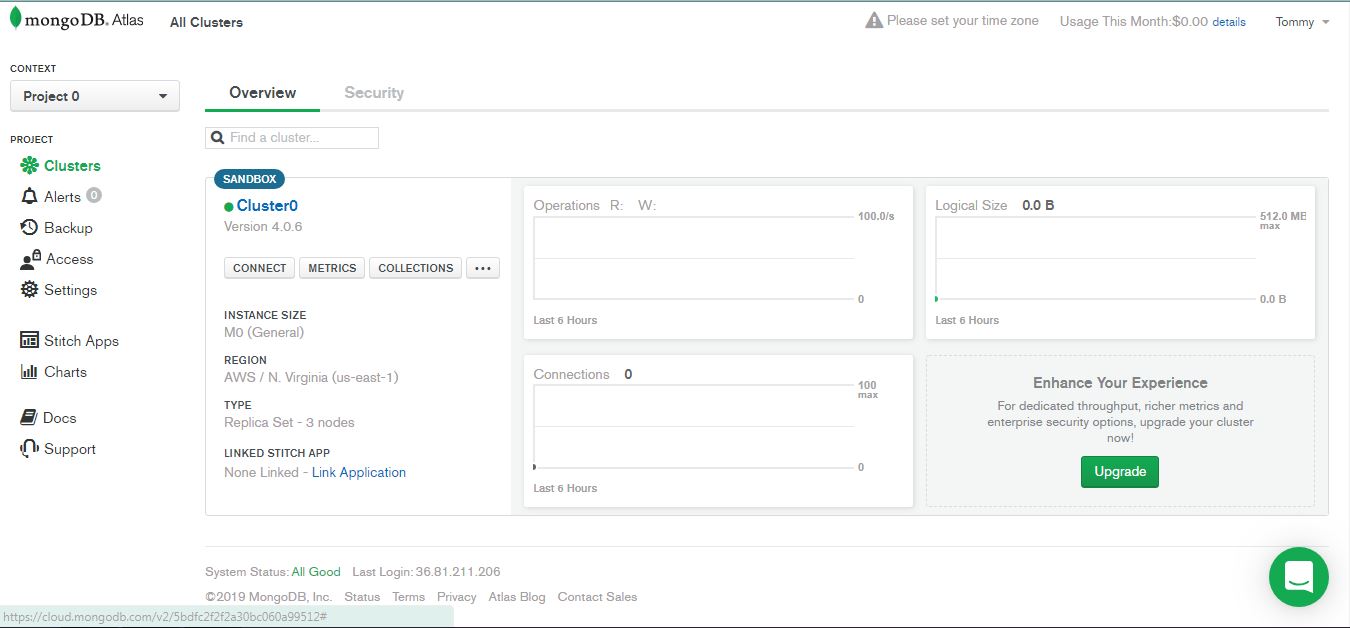 mongoDB. Atlas All Clusters Please set your time zone Usage This Month:$0.00 details Tommy
CONTEXT
Project 0
PROJECT
Clusters
Alerts 0
Backup
Access
Settings
Stitch Apps
Charts
Docs
Support
Overview Security
Find a cluster...
SANDBOX
Cluster0
Version 4.0.6
CONNECT METRICS COLLECTIONS ...
INSTANCE SIZE
M0 (General)
REGION
AWS / N. Virginia (us-east-1)
TYPE
Replica Set - 3 nodes
LINKED STITCH APP
None Linked - Link Application
Operations R: W:
100.0/s
0
Last 6 Hours
Logical Size 0.0 B
512.0 MB
max
0.0 B
Last 6 Hours
Connections 0
100
max
0
Last 6 Hours
Enhance Your Experience
For dedicated throughput, richer metrics and
enterprise security options, upgrade your cluster
now!
Upgrade
System Status: All Good Last Login: 36.81.211.206
©2019 MongoDB, Inc. Status Terms Privacy Atlas Blog Contact Sales
https://cloud.mongodb.com/v2/5bdfc2f2f2a30bc060a99512#